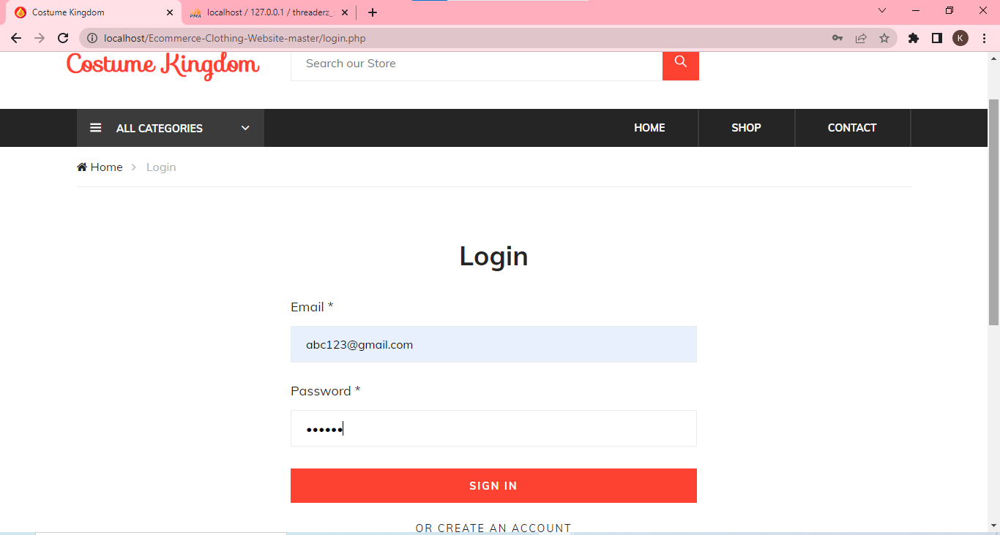 Costume Kingdom
localhost / 127.0.0.1 / threaderz_
localhost/Ecommerce-Clothing-Website-master/login.php
K
Costume Kingdom
Search our Store
ALL CATEGORIES
HOME
SHOP
CONTACT
Home > Login
Login
Email *
abc123@gmail.com
Password *
••••••
SIGN IN
OR CREATE AN ACCOUNT